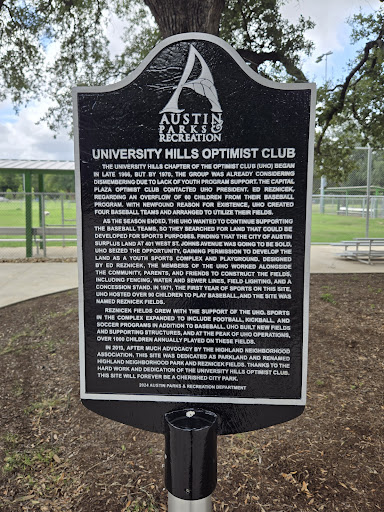 AUSTIN
PARKS &
RECREATION
UNIVERSITY HILLS OPTIMIST CLUB
THE UNIVERSITY HILLS CHAPTER OF THE OPTIMIST CLUB (UHO) BEGAN
IN LATE 1966, BUT BY 1970, THE GROUP WAS ALREADY CONSIDERING
DISMEMBERING DUE TO LACK OF YOUTH PROGRAM SUPPORT. THE CAPITAL
PLAZA OPTIMIST CLUB CONTACTED UHO PRESIDENT, ED REZNICEK,
REGARDING AN OVERFLOW OF 60 CHILDREN FROM THEIR BASEBALL
PROGRAM. WITH NEWFOUND REASON FOR EXISTENCE, UHO CREATED
FOUR BASEBALL TEAMS AND ARRANGED TO UTILIZE THEIR FIELDS.
AS THE SEASON ENDED, THE UHO WANTED TO CONTINUE SUPPORTING
THE BASEBALL TEAMS, SO THEY SEARCHED FOR LAND THAT COULD BE
DEVELOPED FOR SPORTS PURPOSES. FINDING THAT THE CITY OF AUSTIN
SURPLUS LAND AT 401 WEST ST. JOHNS AVENUE WAS GOING TO BE SOLD,
UHO SEIZED THE OPPORTUNITY, GAINING PERMISSION TO DEVELOP THE
LAND AS A YOUTH SPORTS COMPLEX AND PLAYGROUND. DESIGNED
BY ED REZNICEK, THE MEMBERS OF THE UHO WORKED ALONGSIDE
THE COMMUNITY, PARENTS, AND FRIENDS TO CONSTRUCT THE FIELDS,
INCLUDING FENCING, WATER AND SEWER LINES, FIELD LIGHTING, AND A
CONCESSION STAND. IN 1971, THE FIRST YEAR OF SPORTS ON THIS SITE,
UHO HOSTED OVER 90 CHILDREN TO PLAY BASEBALL, AND THE SITE WAS
NAMED REZNICEK FIELDS.
REZNICEK FIELDS GREW WITH THE SUPPORT OF THE UHO. SPORTS
IN THE COMPLEX EXPANDED TO INCLUDE FOOTBALL, KICKBALL, AND
SOCCER PROGRAMS IN ADDITION TO BASEBALL. UHO BUILT NEW FIELDS
AND SUPPORTING STRUCTURES, AND AT THE PEAK OF UHO OPERATIONS,
OVER 1000 CHILDREN ANNUALLY PLAYED ON THESE FIELDS.
IN 2015, AFTER MUCH ADVOCACY BY THE HIGHLAND NEIGHBORHOOD
ASSOCIATION, THIS SITE WAS DEDICATED AS PARKLAND AND RENAMED
HIGHLAND NEIGHBORHOOD PARK AND REZNICEK FIELDS. THANKS TO THE
HARD WORK AND DEDICATION OF THE UNIVERSITY HILLS OPTIMIST CLUB,
THIS SITE WILL FOREVER BE A CHERISHED CITY PARK.
2024 AUSTIN PARKS & RECREATION DEPARTMENT